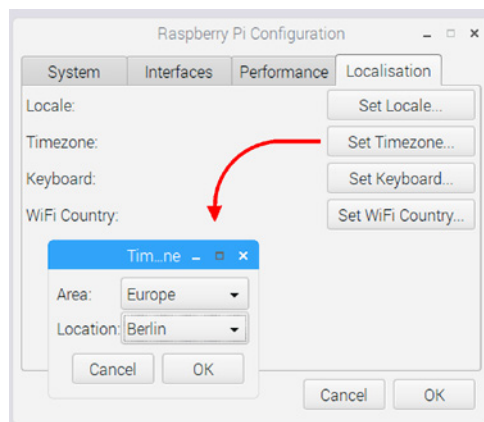 Raspberry Pi Configuration
System Interfaces Performance Localisation
Locale: Set Locale...
Timezone: Set Timezone...
Keyboard: Set Keyboard...
WiFi Country: Set WiFi Country...
Tim...ne
Area: Europe
Location: Berlin
Cancel OK
Cancel OK